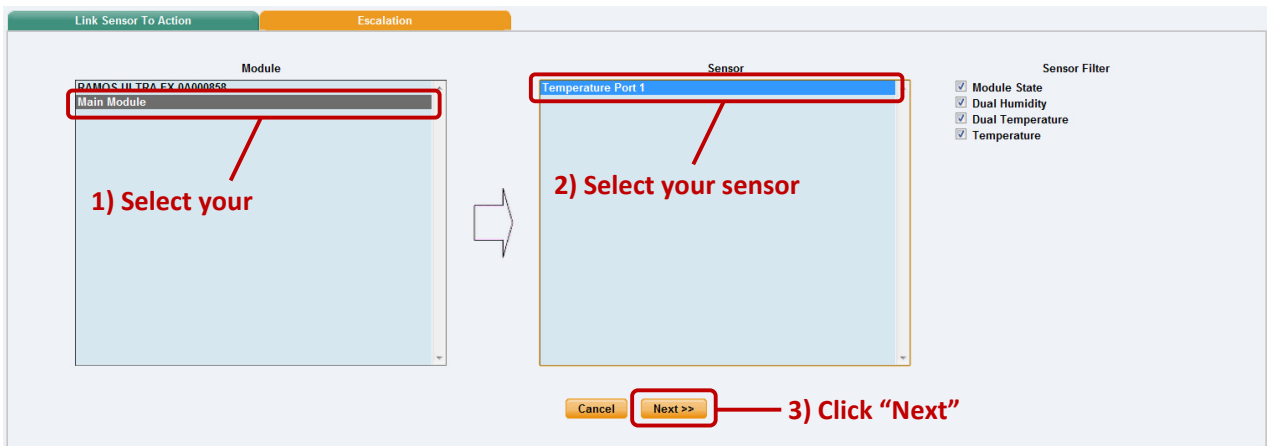 Link Sensor To Action
Escalation
Module
Sensor
Sensor Filter
RAMOS ULTRA EX 0A000858
Main Module
Temperature Port 1
Module State
Dual Humidity
Dual Temperature
Temperature
1) Select your
2) Select your sensor
Cancel
Next >>
3) Click “Next”